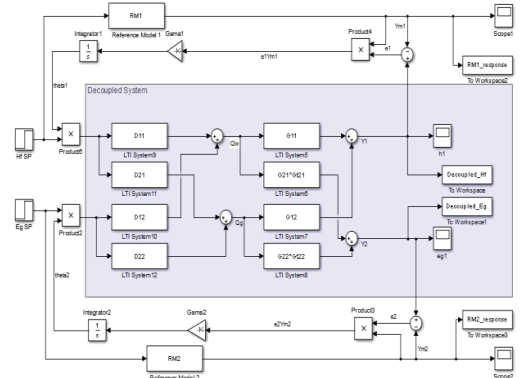 RM1
Reference Model 1
Ym1
Scope1
Integrator1
Gama1
Product4
1
s
-K-
e1Ym1
X
e1
RM1_response
To Workspace2
theta1
Decoupled System
Hf SP
X
Product6
D11
LTI System9
Qw
G11
LTI System5
Y1
h1
D21
LTI System11
G21*Gt21
LTI System6
Decoupled_Hf
To Workspace
Eg SP
X
Product2
D12
LTI System10
Qg
G12
LTI System7
Y2
Decoupled_Eg
To Workspace1
eg1
D22
LTI System12
G22*Gt22
LTI System8
theta2
Integrator2
Gama2
Product3
1
s
-K-
e2Ym2
X
e2
RM2_response
To Workspace3
Ym2
RM2
Reference Model 2
Scope2